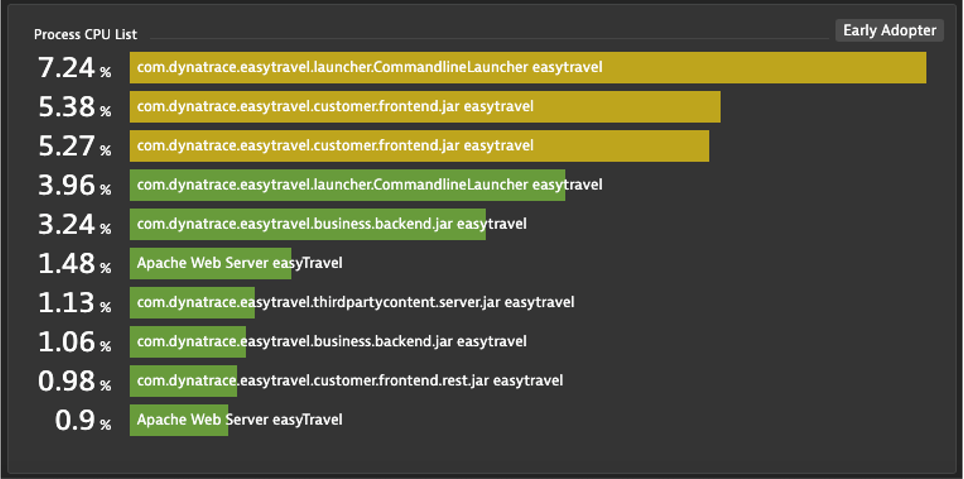 Process CPU List
Early Adopter
7.24 % com.dynatrace.easytravel.launcher.CommandlineLauncher easytravel
5.38 % com.dynatrace.easytravel.customer.frontend.jar easytravel
5.27 % com.dynatrace.easytravel.customer.frontend.jar easytravel
3.96 % com.dynatrace.easytravel.launcher.CommandlineLauncher easytravel
3.24 % com.dynatrace.easytravel.business.backend.jar easytravel
1.48 % Apache Web Server easyTravel
1.13 % com.dynatrace.easytravel.thirdpartycontent.server.jar easytravel
1.06 % com.dynatrace.easytravel.business.backend.jar easytravel
0.98 % com.dynatrace.easytravel.customer.frontend.rest.jar easytravel
0.9 % Apache Web Server easyTravel